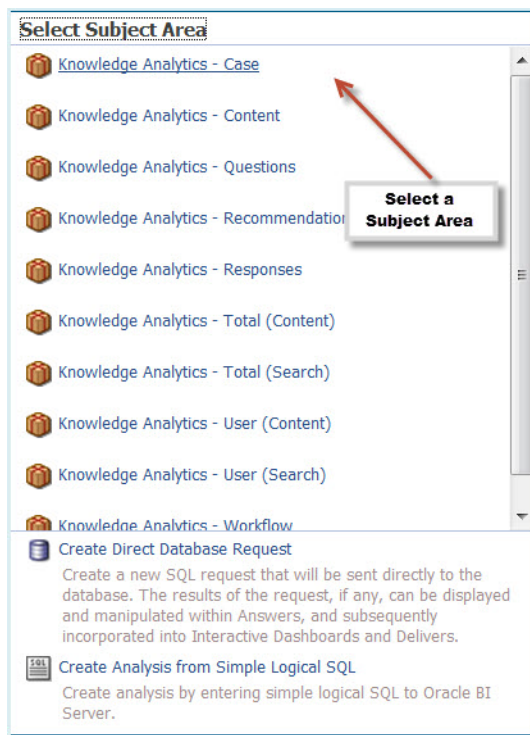 Select Subject Area
Knowledge Analytics - Case
Knowledge Analytics - Content
Knowledge Analytics - Questions
Knowledge Analytics - Recommendation
Select a
Subject Area
Knowledge Analytics - Responses
Knowledge Analytics - Total (Content)
Knowledge Analytics - Total (Search)
Knowledge Analytics - User (Content)
Knowledge Analytics - User (Search)
Knowledge Analytics - Workflow
Create Direct Database Request
Create a new SQL request that will be sent directly to the
database. The results of the request, if any, can be displayed
and manipulated within Answers, and subsequently
incorporated into Interactive Dashboards and Delivers.
SQL
Create Analysis from Simple Logical SQL
Create analysis by entering simple logical SQL to Oracle BI
Server.